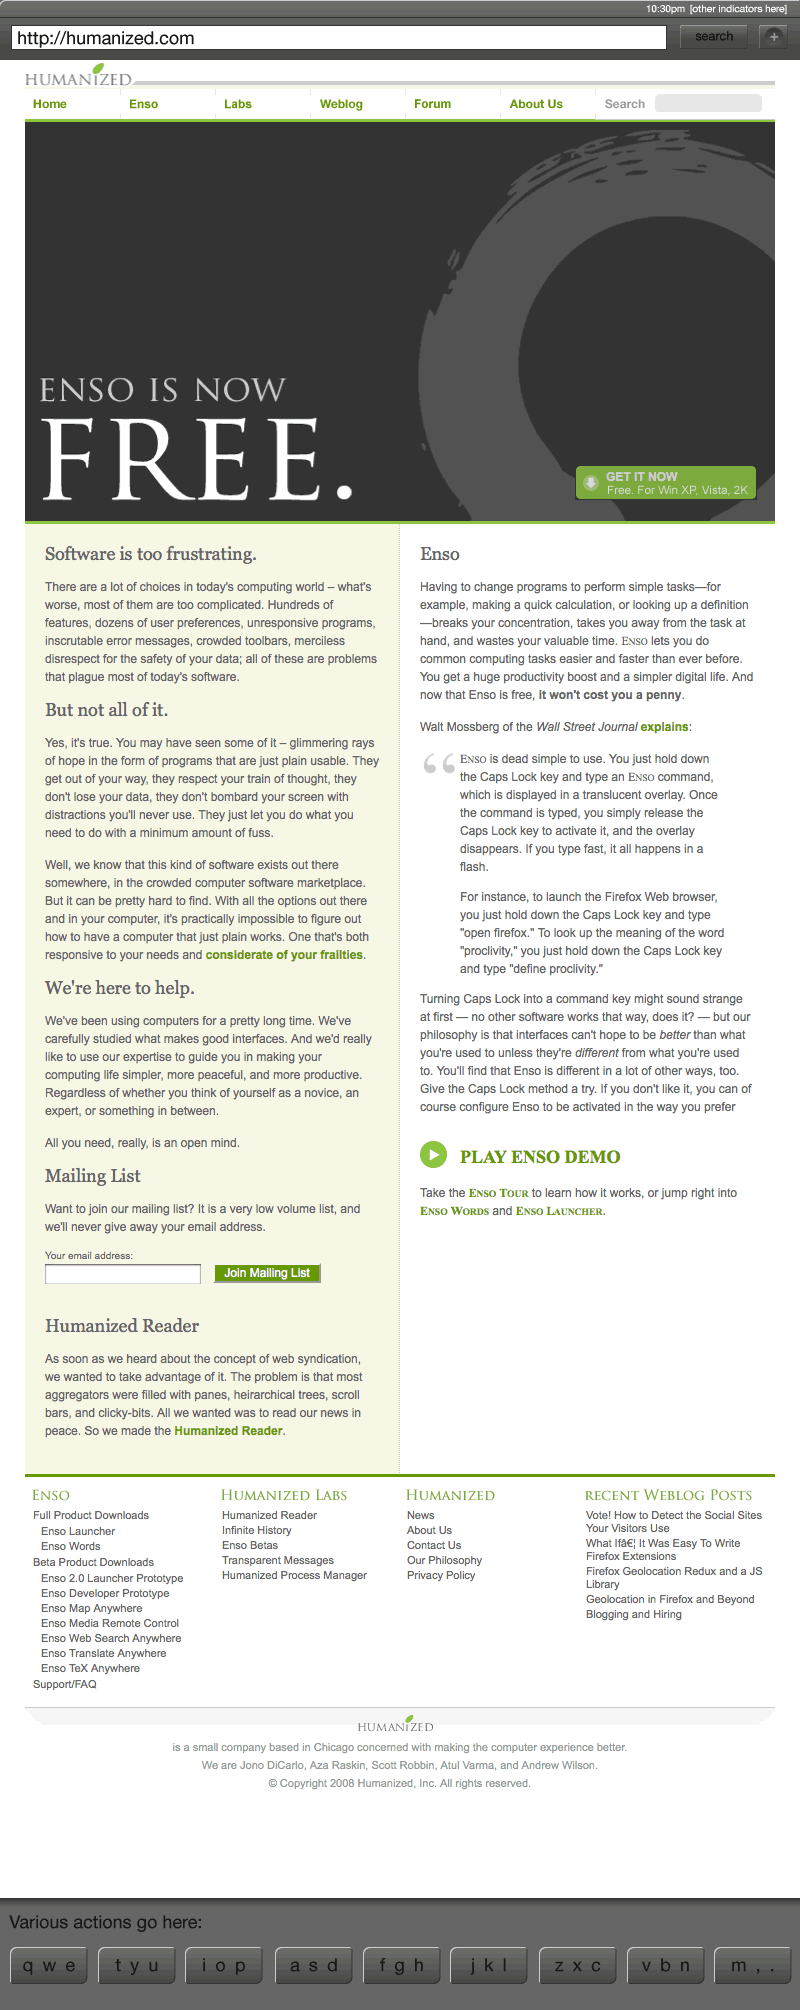 10:30pm [other indicators here]
http://humanized.com
search
+
HUMANIZED
Home Enso Labs Weblog Forum About Us Search
ENSO IS NOW
FREE.
GET IT NOW
Free. For Win XP, Vista, 2K
Software is too frustrating.
There are a lot of choices in today's computing world – what's
worse, most of them are too complicated. Hundreds of
features, dozens of user preferences, unresponsive programs,
inscrutable error messages, crowded toolbars, merciless
disrespect for the safety of your data; all of these are problems
that plague most of today's software.
But not all of it.
Yes, it's true. You may have seen some of it – glimmering rays
of hope in the form of programs that are just plain usable. They
get out of your way, they respect your train of thought, they
don't lose your data, they don't bombard your screen with
distractions you'll never use. They just let you do what you
need to do with a minimum amount of fuss.
Well, we know that this kind of software exists out there
somewhere, in the crowded computer software marketplace.
But it can be pretty hard to find. With all the options out there
and in your computer, it's practically impossible to figure out
how to have a computer that just plain works. One that's both
responsive to your needs and considerate of your frailties.
We're here to help.
We've been using computers for a pretty long time. We've
carefully studied what makes good interfaces. And we'd really
like to use our expertise to guide you in making your
computing life simpler, more peaceful, and more productive.
Regardless of whether you think of yourself as a novice, an
expert, or something in between.
All you need, really, is an open mind.
Mailing List
Want to join our mailing list? It is a very low volume list, and
we'll never give away your email address.
Your email address:
Join Mailing List
Humanized Reader
As soon as we heard about the concept of web syndication,
we wanted to take advantage of it. The problem is that most
aggregators were filled with panes, heirarchical trees, scroll
bars, and clicky-bits. All we wanted was to read our news in
peace. So we made the Humanized Reader.
Enso
Having to change programs to perform simple tasks—for
example, making a quick calculation, or looking up a definition
—breaks your concentration, takes you away from the task at
hand, and wastes your valuable time. ENSO lets you do
common computing tasks easier and faster than ever before.
You get a huge productivity boost and a simpler digital life. And
now that Enso is free, it won't cost you a penny.
Walt Mossberg of the Wall Street Journal explains:
“ ENSO is dead simple to use. You just hold down
the Caps Lock key and type an ENSO command,
which is displayed in a translucent overlay. Once
the command is typed, you simply release the
Caps Lock key to activate it, and the overlay
disappears. If you type fast, it all happens in a
flash.
For instance, to launch the Firefox Web browser,
you just hold down the Caps Lock key and type
"open firefox." To look up the meaning of the word
"proclivity," you just hold down the Caps Lock key
and type "define proclivity."
Turning Caps Lock into a command key might sound strange
at first — no other software works that way, does it? — but our
philosophy is that interfaces can't hope to be better than what
you're used to unless they're different from what you're used
to. You'll find that Enso is different in a lot of other ways, too.
Give the Caps Lock method a try. If you don't like it, you can of
course configure Enso to be activated in the way you prefer
PLAY ENSO DEMO
Take the ENSO TOUR to learn how it works, or jump right into
ENSO WORDS and ENSO LAUNCHER.
ENSO
Full Product Downloads
Enso Launcher
Enso Words
Beta Product Downloads
Enso 2.0 Launcher Prototype
Enso Developer Prototype
Enso Map Anywhere
Enso Media Remote Control
Enso Web Search Anywhere
Enso Translate Anywhere
Enso TeX Anywhere
Support/FAQ
HUMANIZED LABS
Humanized Reader
Infinite History
Enso Betas
Transparent Messages
Humanized Process Manager
HUMANIZED
News
About Us
Contact Us
Our Philosophy
Privacy Policy
RECENT WEBLOG POSTS
Vote! How to Detect the Social Sites
Your Visitors Use
What Ifâ€¦ It Was Easy To Write
Firefox Extensions
Firefox Geolocation Redux and a JS
Library
Geolocation in Firefox and Beyond
Blogging and Hiring
HUMANIZED
is a small company based in Chicago concerned with making the computer experience better.
We are Jono DiCarlo, Aza Raskin, Scott Robbin, Atul Varma, and Andrew Wilson.
© Copyright 2008 Humanized, Inc. All rights reserved.
Various actions go here:
q w e t y u i o p a s d f g h j k l z x c v b n m , .